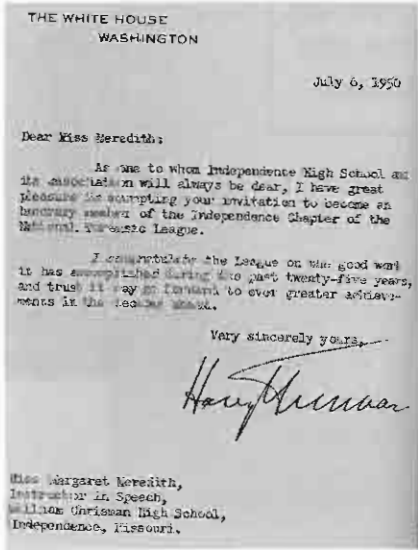 THE WHITE HOUSE
WASHINGTON
July 6, 1950
Dear Miss Meredith:
As one to whom Independence High School and
its association will always be dear, I have great
pleasure in accepting your invitation to become an
honorary member of the Independence Chapter of the
National Forensic League.
I congratulate the League on the good work
it has accomplished during the past twenty-five years,
and trust it may go forward to ever greater achieve-
ments in the
Very sincerely yours,
Harry Truman
Miss Margaret Meredith,
Instructor in Speech,
William Chrisman High School,
Independence, Missouri.